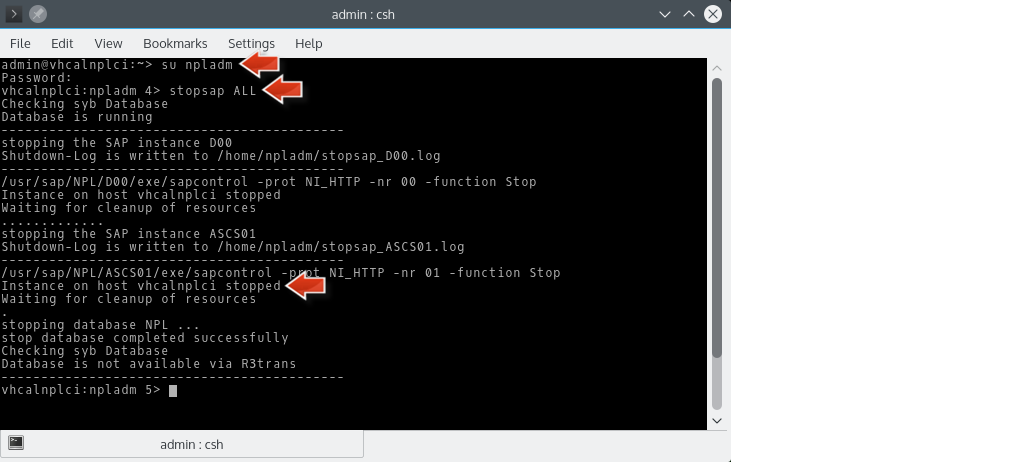 admin : csh
File Edit View Bookmarks Settings Help
admin@vhcalnplci:~> su npladm
Password:
vhcalnplci:npladm 4> stopsap ALL
Checking syb Database
Database is running
-------------------------------------------
stopping the SAP instance D00
Shutdown-Log is written to /home/npladm/stopsap_D00.log
-------------------------------------------
/usr/sap/NPL/D00/exe/sapcontrol -prot NI_HTTP -nr 00 -function Stop
Instance on host vhcalnplci stopped
Waiting for cleanup of resources
.............
stopping the SAP instance ASCS01
Shutdown-Log is written to /home/npladm/stopsap_ASCS01.log
-------------------------------------------
/usr/sap/NPL/ASCS01/exe/sapcontrol -prot NI_HTTP -nr 01 -function Stop
Instance on host vhcalnplci stopped
Waiting for cleanup of resources
.
stopping database NPL ...
stop database completed successfully
Checking syb Database
Database is not available via R3trans
-------------------------------------------
vhcalnplci:npladm 5>
admin : csh